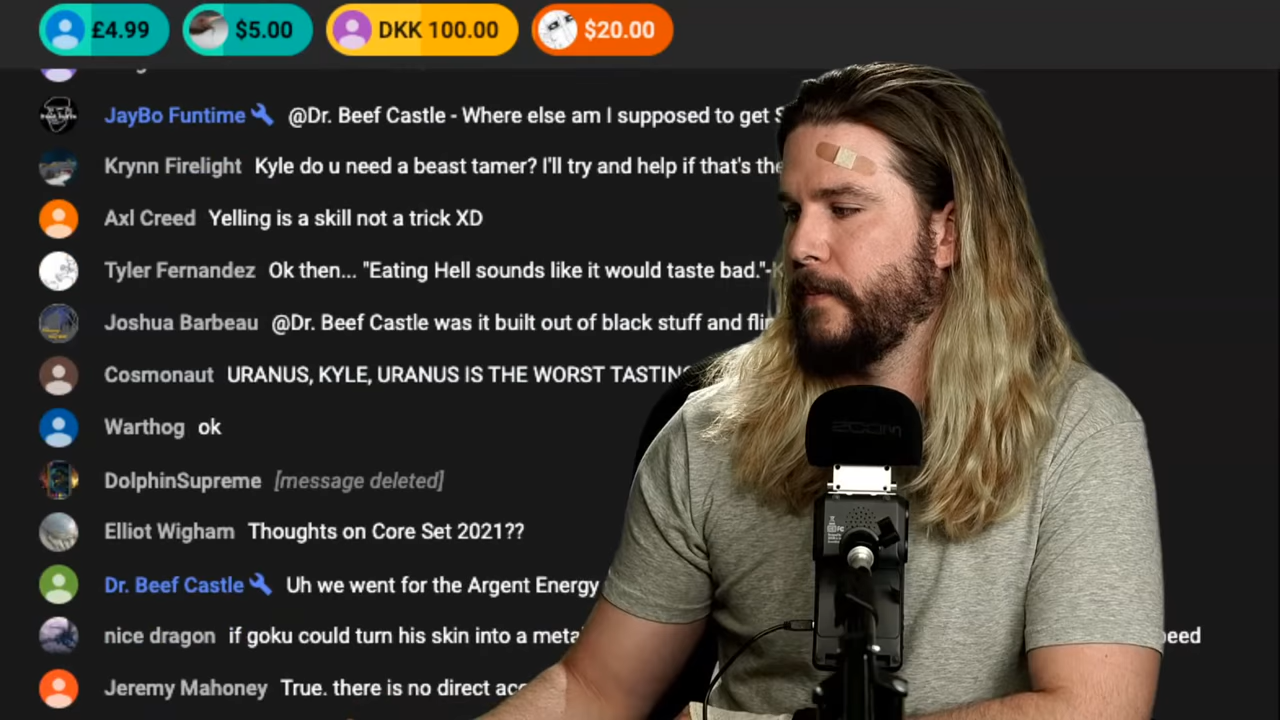 £4.99 $5.00 DKK 100.00 $20.00
JayBo Funtime @Dr. Beef Castle - Where else am I supposed to get
Krynn Firelight Kyle do u need a beast tamer? I'll try and help if that's the
Axl Creed Yelling is a skill not a trick XD
Tyler Fernandez Ok then... "Eating Hell sounds like it would taste bad."-K
Joshua Barbeau @Dr. Beef Castle was it built out of black stuff and
Cosmonaut URANUS, KYLE, URANUS IS THE WORST
Warthog ok
DolphinSupreme [message deleted]
Elliot Wigham Thoughts on Core Set 2021??
Dr. Beef Castle Uh we went for the Argent Energy
nice dragon if goku could turn his skin into a
Jeremy Mahoney True. there is no direct
zoom